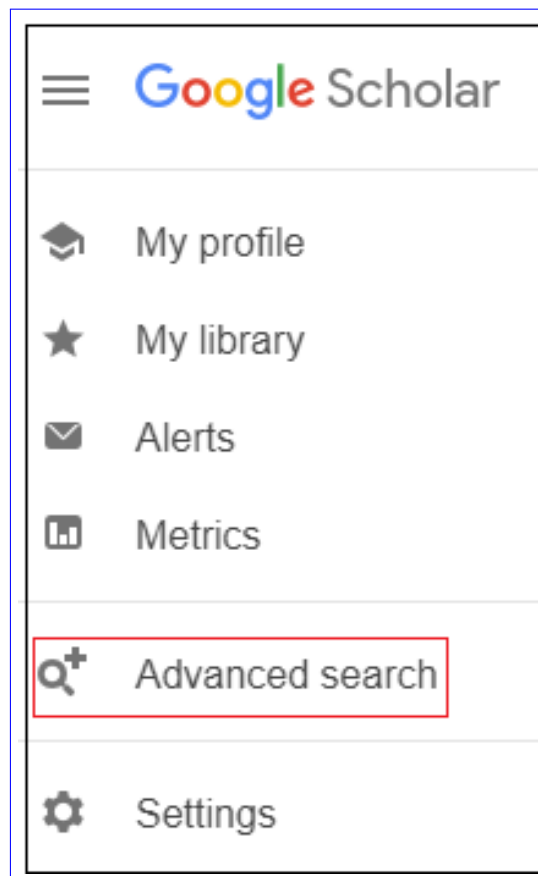 Google Scholar
My profile
My library
Alerts
Metrics
Advanced search
Settings